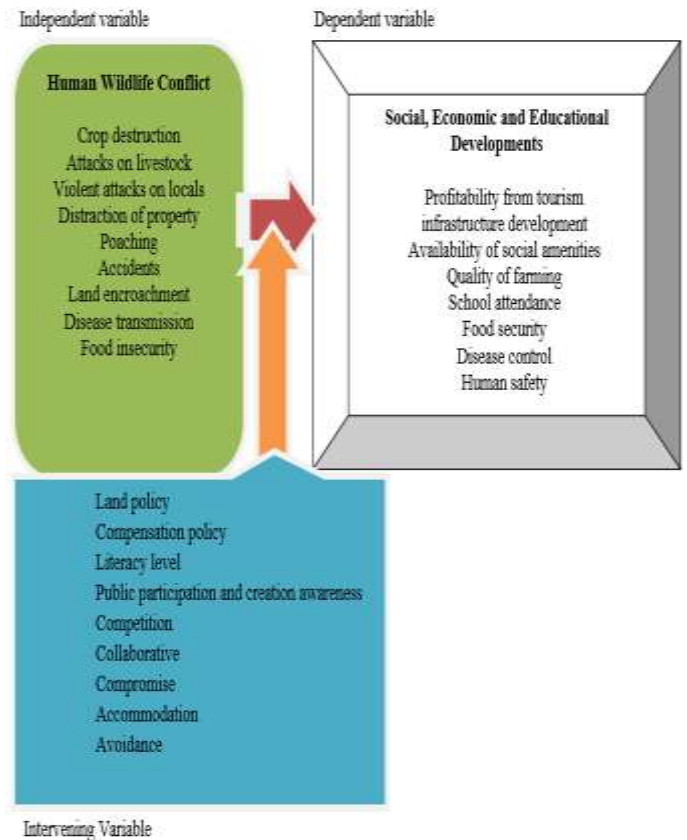 Independent variable
Dependent variable
Human Wildlife Conflict
Crop destruction
Attacks on livestock
Violent attacks on locals
Distraction of property
Poaching
Accidents
Land encroachment
Disease transmission
Food insecurity
Social, Economic and Educational
Developments
Profitability from tourism
infrastructure development
Availability of social amenities
Quality of farming
School attendance
Food security
Disease control
Human safety
Land policy
Compensation policy
Literacy level
Public participation and creation awareness
Competition
Collaborative
Compromise
Accommodation
Avoidance
Intervening Variable